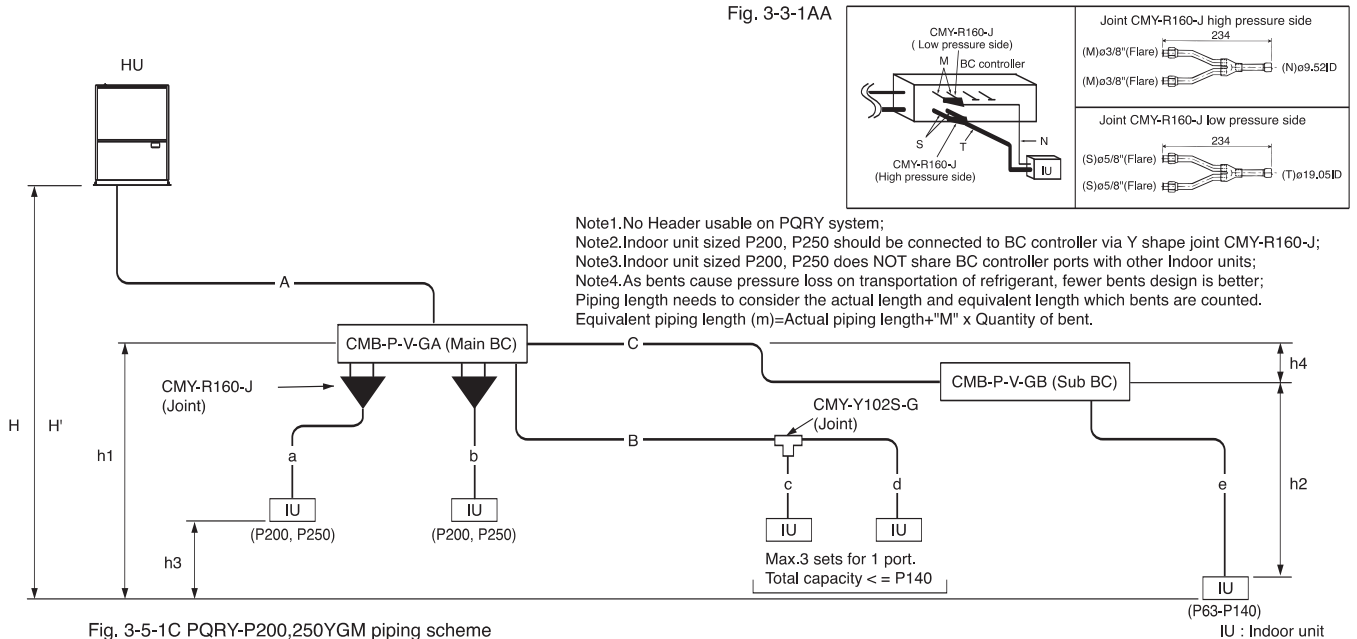 Fig. 3-3-1AA
HU
CMY-R160-J
( Low pressure side)
M
BC controller
S
T
N
CMY-R160-J
(High pressure side)
IU
Joint CMY-R160-J high pressure side
234
(M)ø3/8"(Flare)
(N)ø9.52ID
(M)ø3/8"(Flare)
Joint CMY-R160-J low pressure side
234
(S)ø5/8"(Flare)
(T)ø19.05ID
(S)ø5/8"(Flare)
Note1.No Header usable on PQRY system;
Note2.Indoor unit sized P200, P250 should be connected to BC controller via Y shape joint CMY-R160-J;
Note3.Indoor unit sized P200, P250 does NOT share BC controller ports with other Indoor units;
Note4.As bents cause pressure loss on transportation of refrigerant, fewer bents design is better;
Piping length needs to consider the actual length and equivalent length which bents are counted.
Equivalent piping length (m)=Actual piping length+"M" x Quantity of bent.
A
CMB-P-V-GA (Main BC)
C
h4
CMY-R160-J
(Joint)
CMB-P-V-GB (Sub BC)
CMY-Y102S-G
(Joint)
H
H'
h1
a
b
B
c
d
e
h2
IU
(P200, P250)
IU
(P200, P250)
IU
IU
h3
Max.3 sets for 1 port.
Total capacity < = P140
IU
(P63-P140)
Fig. 3-5-1C PQRY-P200,250YGM piping scheme
IU : Indoor unit